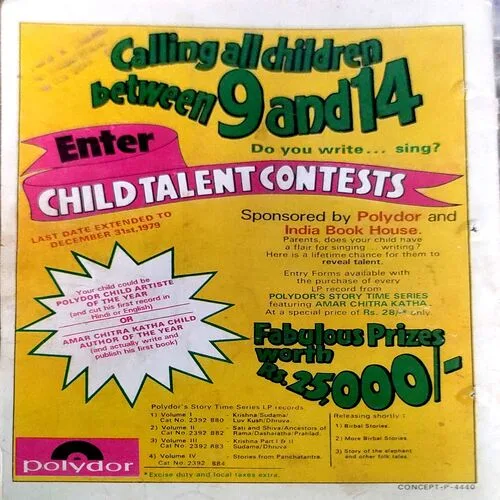 Calling all children
between 9 and 14
Do you write... sing?
Enter
CHILD TALENT CONTESTS
LAST DATE EXTENDED TO
DECEMBER 31st, 1979
Sponsored by Polydor and
India Book House.
Parents, does your child have
a flair for singing ... writing?
Here is a lifetime chance for them to
reveal talent.
Entry Forms available with
the purchase of every
LP record from
POLYDOR'S STORY TIME SERIES
featuring AMAR CHITRA KATHA.
At a special price of Rs. 28/-* only.
Your child could be
POLYDOR CHILD ARTISTE
OF THE YEAR
(and cut his first record in
Hindi or English)
OR
AMAR CHITRA KATHA CHILD
AUTHOR OF THE YEAR
(and actually write and
publish his first book)
Fabulous Prizes
worth
Rs. 25,000/-
Polydor's Story Time Series LP records
1) Volume I - Krishna/Sudama/
Cat No. 2392 880 Luv Kush/Dhruva.
2) Volume II - Sati and Shiva/Ancestors of
Cat No. 2392 882 Rama/Dasharatha/Prahlad.
3) Volume III - Krishna Part I & II
Cat No. 2392 883 Sudama/Dhruva
4) Volume IV - Stories from Panchatantra.
Cat No. 2392 884
* Excise duty and local taxes extra.
Releasing shortly :
1) Birbal Stories.
2) More Birbal Stories.
3) Story of the elephant
and other folk tales.
polydor
CONCEPT-P-4440